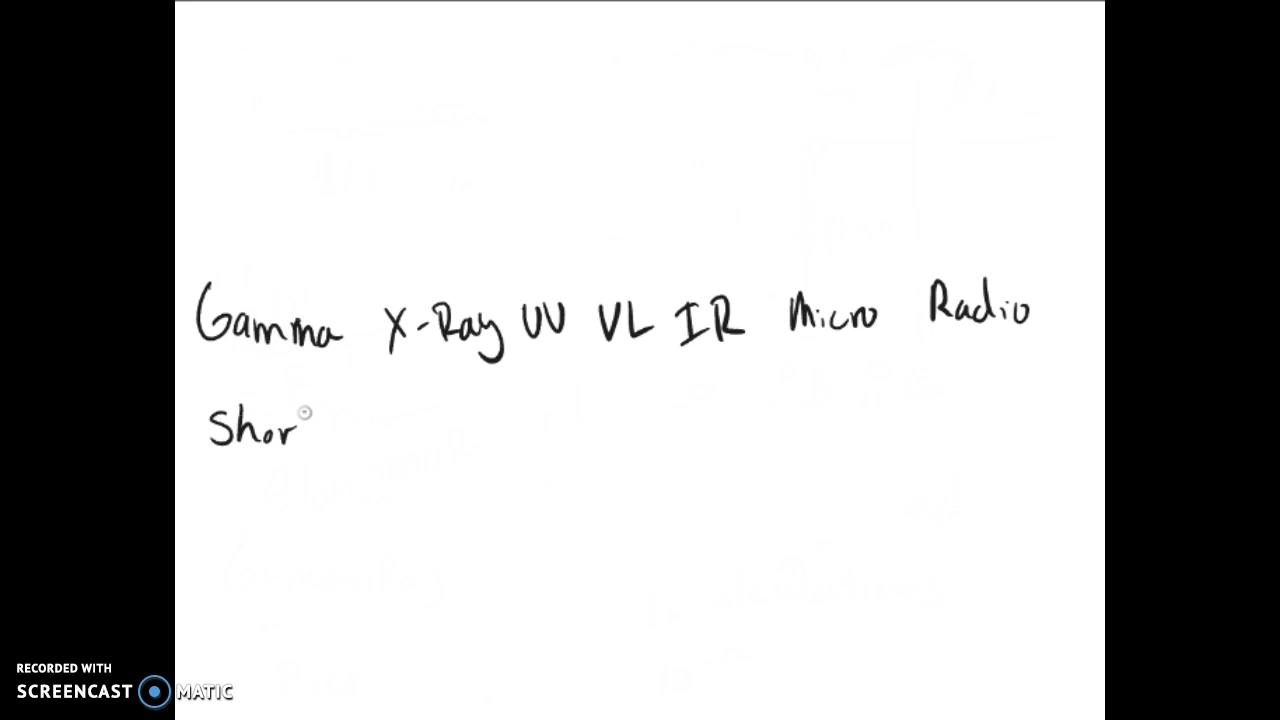 Gamma X-Ray UV VL IR Micro Radio
Shor
RECORDED WITH
SCREENCAST MATIC